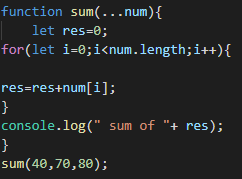 function sum(...num){
    let res=0;
for(let i=0;i<num.length;i++){

res=res+num[i];
}
console.log(" sum of "+ res);
}
sum(40,70,80);